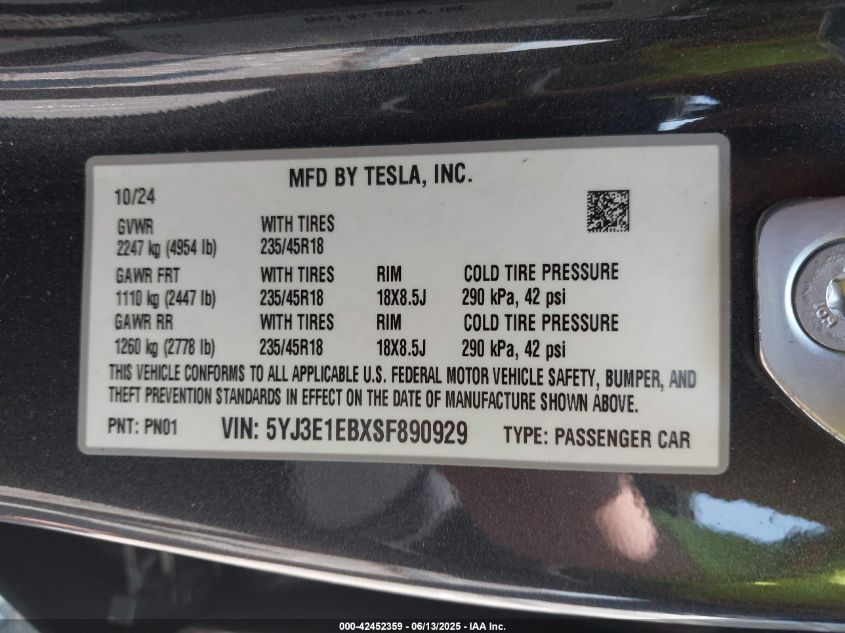 MFD BY TESLA, INC.
10/24
GVWR WITH TIRES
2247 kg (4954 lb) 235/45R18
GAWR FRT WITH TIRES RIM COLD TIRE PRESSURE
1110 kg (2447 lb) 235/45R18 18X8.5J 290 kPa, 42 psi
GAWR RR WITH TIRES RIM COLD TIRE PRESSURE
1260 kg (2778 lb) 235/45R18 18X8.5J 290 kPa, 42 psi
THIS VEHICLE CONFORMS TO ALL APPLICABLE U.S. FEDERAL MOTOR VEHICLE SAFETY, BUMPER, AND
THEFT PREVENTION STANDARDS IN EFFECT ON THE DATE OF MANUFACTURE SHOWN ABOVE.
PNT: PN01 VIN: 5YJ3E1EBXSF890929 TYPE: PASSENGER CAR
000-42452359 - 06/13/2025 - IAA Inc.